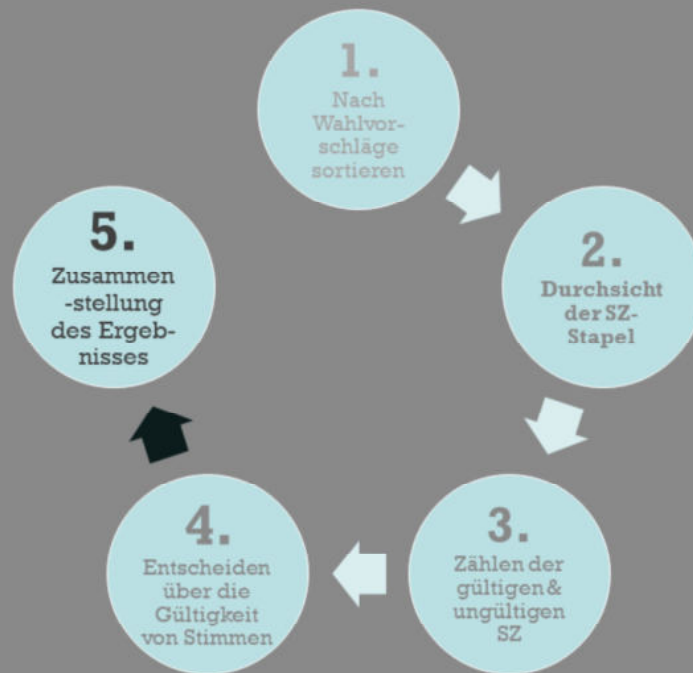 1.
Nach
Wahlvor-
schläge
sortieren
2.
Durchsicht
der SZ-
Stapel
3.
Zählen der
gültigen &
ungültigen
SZ
4.
Entscheiden
über die
Gültigkeit
von Stimmen
5.
Zusammen
-stellung
des Ergeb-
nisses